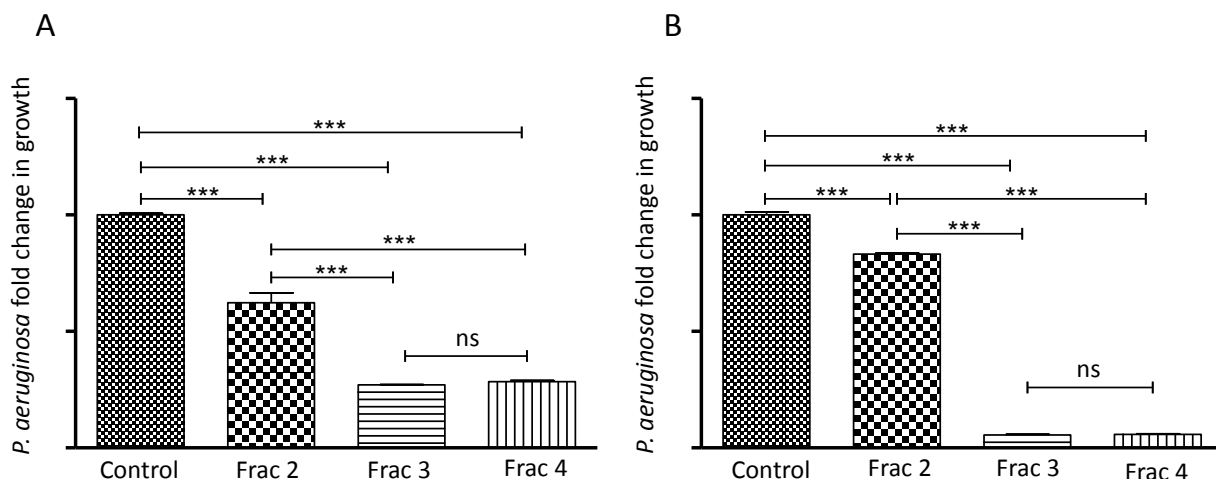 A
P. aeruginosa fold change in growth
***
***
***
***
***
ns
Control
Frac 2
Frac 3
Frac 4
B
P. aeruginosa fold change in growth
***
***
***
***
***
ns
Control
Frac 2
Frac 3
Frac 4